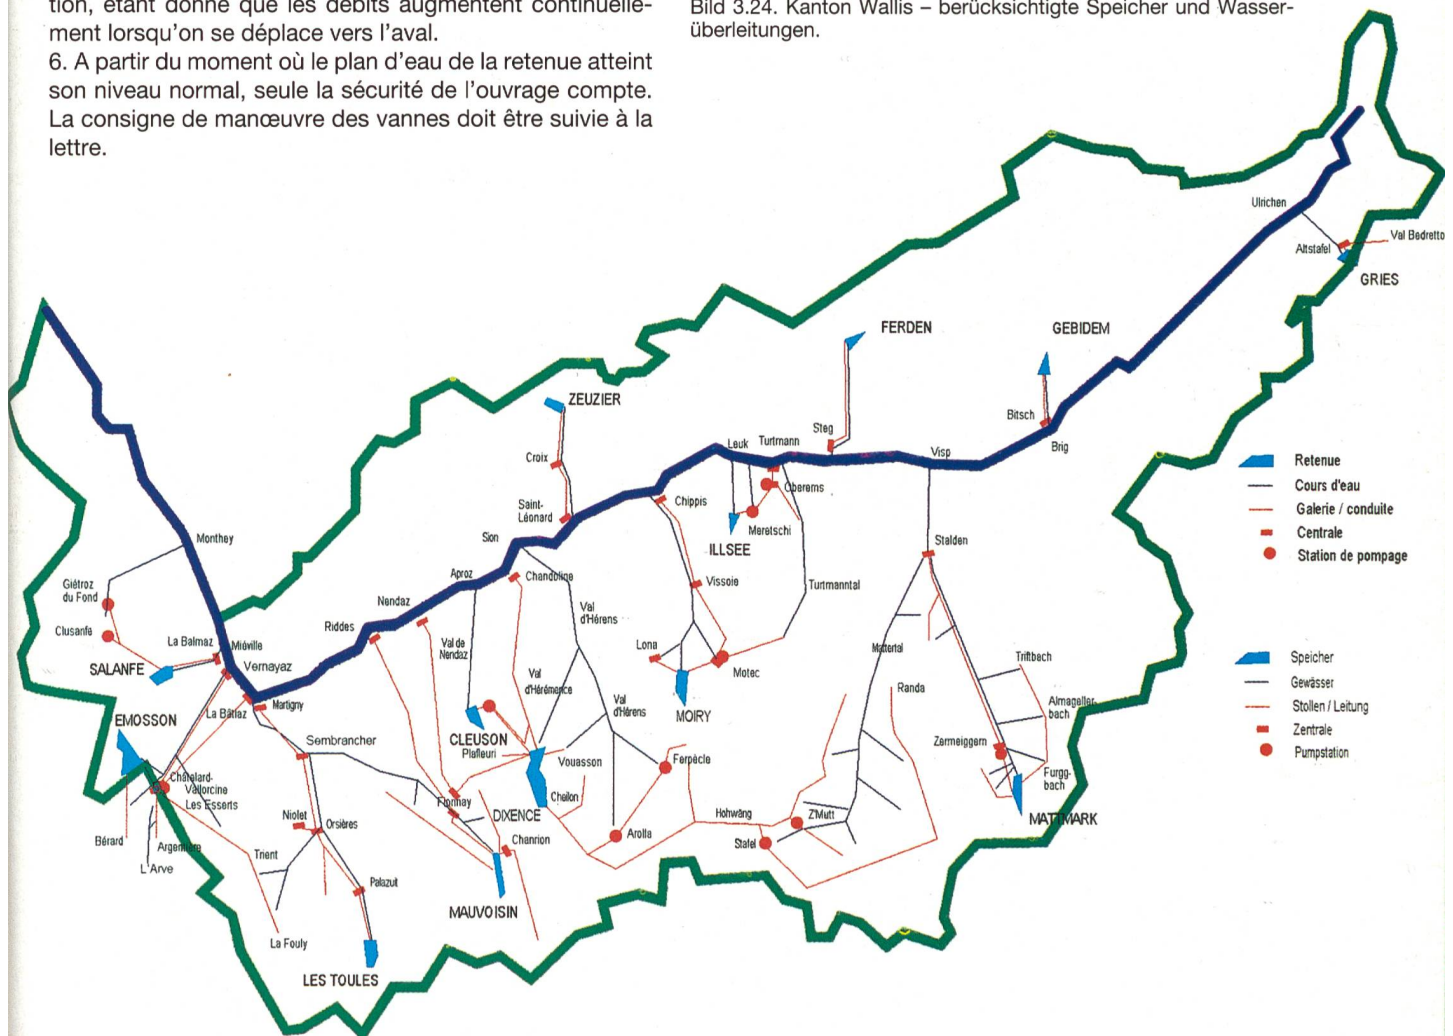 tion, étant donné que les débits augmentent continuelle-
ment lorsqu'on se déplace vers l'aval.
6. A partir du moment où le plan d'eau de la retenue atteint
son niveau normal, seule la sécurité de l'ouvrage compte.
La consigne de manœuvre des vannes doit être suivie à la
lettre.
Bild 3.24. Kanton Wallis – berücksichtigte Speicher und Wasser-
überleitungen.
Ulrichen
Altstafel
Val Bedretto
GRIES
FERDEN
GEBIDEM
ZEUZIER
Bitsch
Brig
Steg
Visp
Leuk
Turtmann
Croix
Saint-
Léonard
Chippis
Oberems
Meretschi
ILLSEE
Sion
Monthey
Stalden
Aproz
Chandoline
Vissoie
Turtmanntal
Giétroz
du Fond
Nendaz
Val
d'Hérens
Clusanfe
Riddes
La Balmaz
Miéville
Val de
Nendaz
Lona
Mattertal
Triftbach
SALANFE
Vernayaz
Motec
Val
d'Hérémence
Randa
La Bâtiaz
Martigny
Val
d'Hérens
MOIRY
Almageller-
bach
EMOSSON
Sembrancher
CLEUSON
Plafleuri
Zermeiggern
Vouasson
Ferpècle
Châtelard-
Vallorcine
Les Esserts
Furgg-
bach
Cheilon
Fionnay
DIXENCE
Niolet
Orsières
Hohwäng
Z'Mutt
MATTMARK
Bérard
Argentière
Chanrion
Arolla
Stafel
Trient
L'Arve
Palazuit
MAUVOISIN
La Fouly
LES TOULES
Retenue
Cours d'eau
Galerie / conduite
Centrale
Station de pompage
Speicher
Gewässer
Stollen / Leitung
Zentrale
Pumpstation